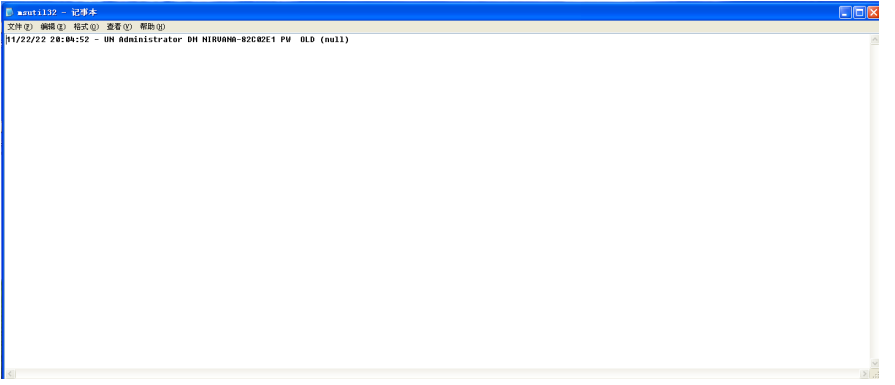 msutil32 - 记事本
文件(F) 编辑(E) 格式(O) 查看(V) 帮助(H)
11/22/22 20:04:52 - UN Administrator DM NIRVANA-82C02E1 PW  OLD (null)